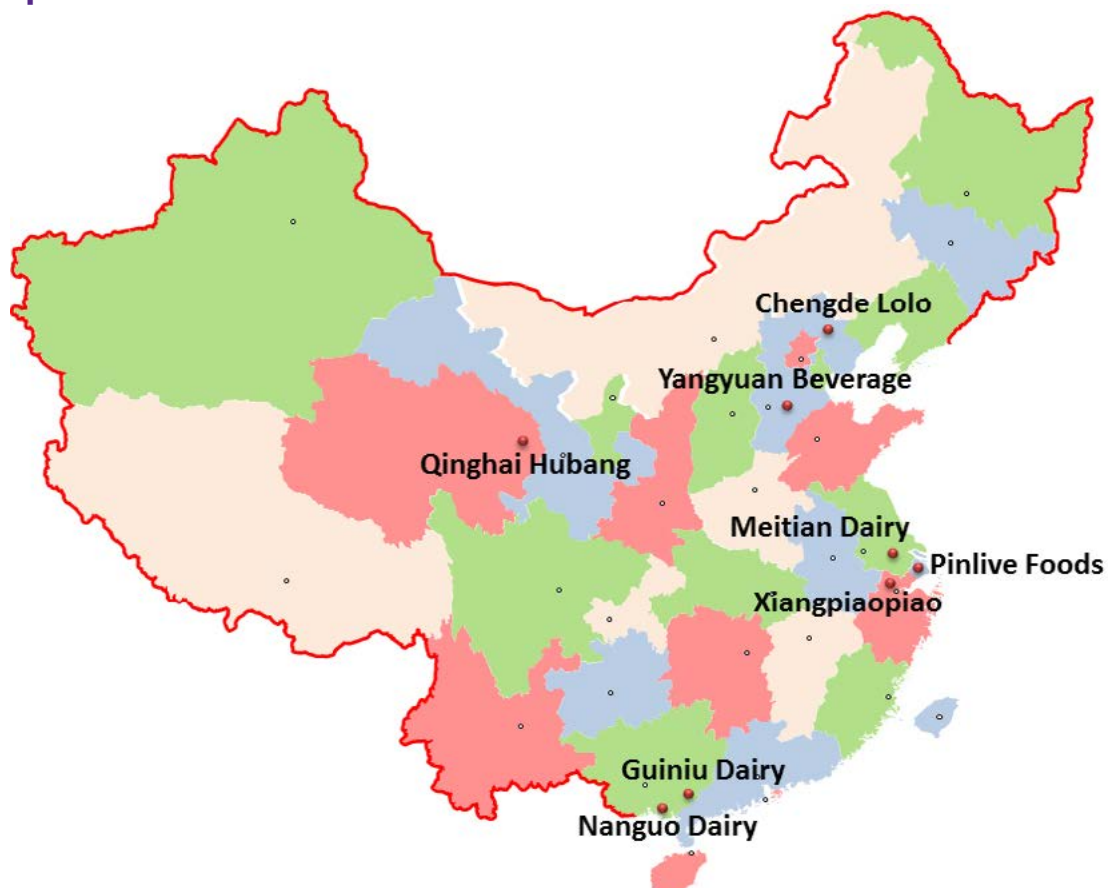 Chengde Lolo
Yangyuan Beverage
Qinghai Hubang
Meitian Dairy
Pinlive Foods
Xiangpiaopiao
Guiniu Dairy
Nanguo Dairy